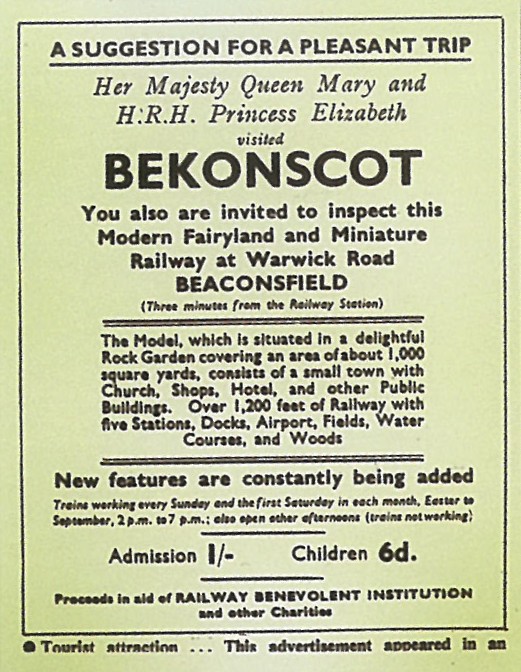 A SUGGESTION FOR A PLEASANT TRIP
Her Majesty Queen Mary and
H.R.H. Princess Elizabeth
visited
BEKONSCOT
You also are invited to inspect this
Modern Fairyland and Miniature
Railway at Warwick Road
BEACONSFIELD
(Three minutes from the Railway Station)
The Model, which is situated in a delightful
Rock Garden covering an area of about 1,000
square yards, consists of a small town with
Church, Shops, Hotel, and other Public
Buildings. Over 1,200 feet of Railway with
five Stations, Docks, Airport, Fields, Water
Courses, and Woods
New features are constantly being added
Trains working every Sunday and the first Saturday in each month, Easter to
September, 2 p.m. to 7 p.m.; also open other afternoons (trains not working)
Admission 1/- Children 6d.
Proceeds in aid of RAILWAY BENEVOLENT INSTITUTION
and other Charities
● Tourist attraction ... This advertisement appeared in an